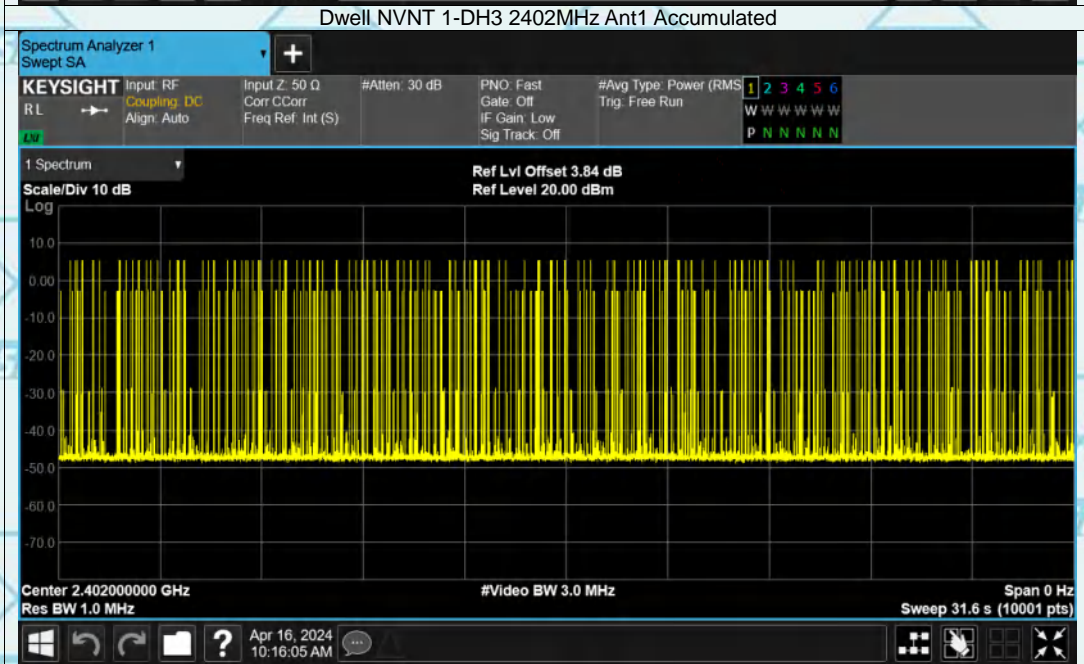 Dwell NVNT 1-DH3 2402MHz Ant1 Accumulated
Spectrum Analyzer 1
Swept SA
+
KEYSIGHT
RL
LXI
Input: RF
Coupling: DC
Align: Auto
Input Z: 50 Ω
Corr CCorr
Freq Ref: Int (S)
#Atten: 30 dB
PNO: Fast
Gate: Off
IF Gain: Low
Sig Track: Off
#Avg Type: Power (RMS
Trig: Free Run
1 2 3 4 5 6
W W W W W W
P N N N N N
1 Spectrum
Scale/Div 10 dB
Ref Lvl Offset 3.84 dB
Ref Level 20.00 dBm
Log
10.0
0.00
-10.0
-20.0
-30.0
-40.0
-50.0
-60.0
-70.0
Center 2.402000000 GHz
#Video BW 3.0 MHz
Span 0 Hz
Res BW 1.0 MHz
Sweep 31.6 s (10001 pts)
?
Apr 16, 2024
10:16:05 AM